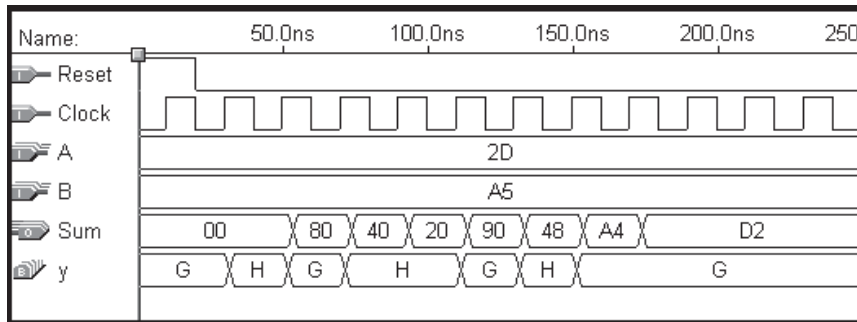 Name: 50.0ns 100.0ns 150.0ns 200.0ns 250
Reset
Clock
A 2D
B A5
Sum 00 80 40 20 90 48 A4 D2
y G H G H G H G